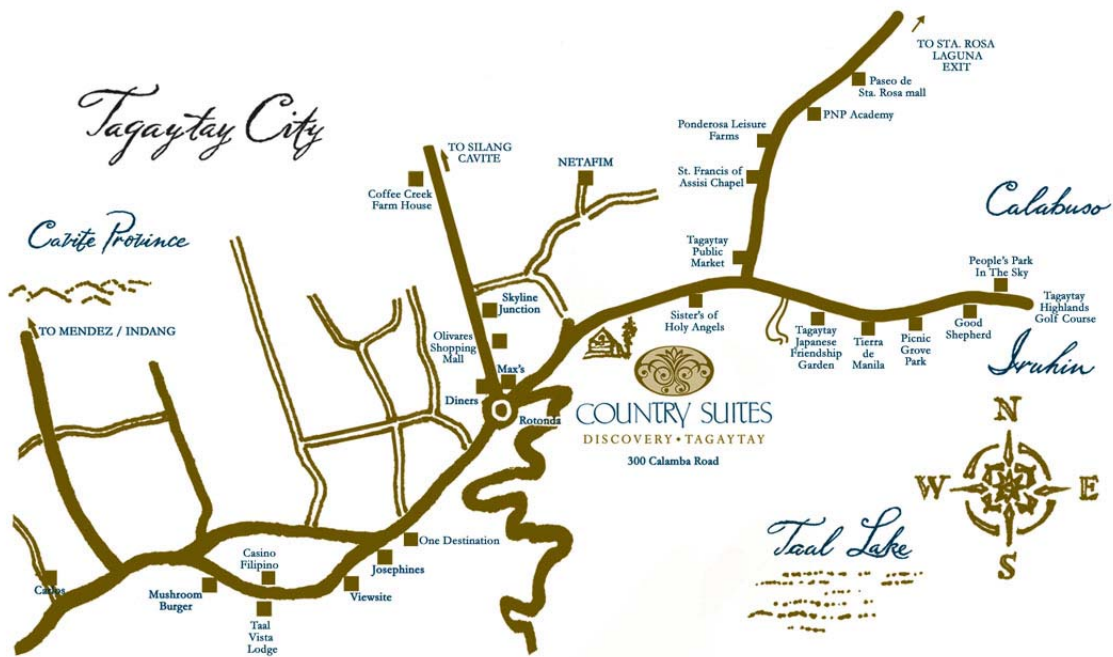 TO STA. ROSA
LAGUNA
EXIT
Paseo de
Sta. Rosa mall
PNP Academy
Ponderosa Leisure
Farms
St. Francis of
Assisi Chapel
Tagaytay City
TO SILANG
CAVITE
NETAFIM
Coffee Creek
Farm House
Cavite Province
Calabuso
Tagaytay
Public
Market
People's Park
In The Sky
Tagaytay
Highlands
Golf Course
Skyline
Junction
Sister's of
Holy Angels
Tagaytay
Japanese
Friendship
Garden
Tierra
de
Manila
Picnic
Grove
Park
Good
Shepherd
TO MENDEZ / INDANG
Olivares
Shopping
Mall
Iruhin
Max's
Diners
Rotonda
COUNTRY SUITES
DISCOVERY • TAGAYTAY
300 Calamba Road
N
W
E
S
Taal Lake
One Destination
Josephines
Casino
Filipino
Viewsite
Mushroom
Burger
Carlos
Taal
Vista
Lodge